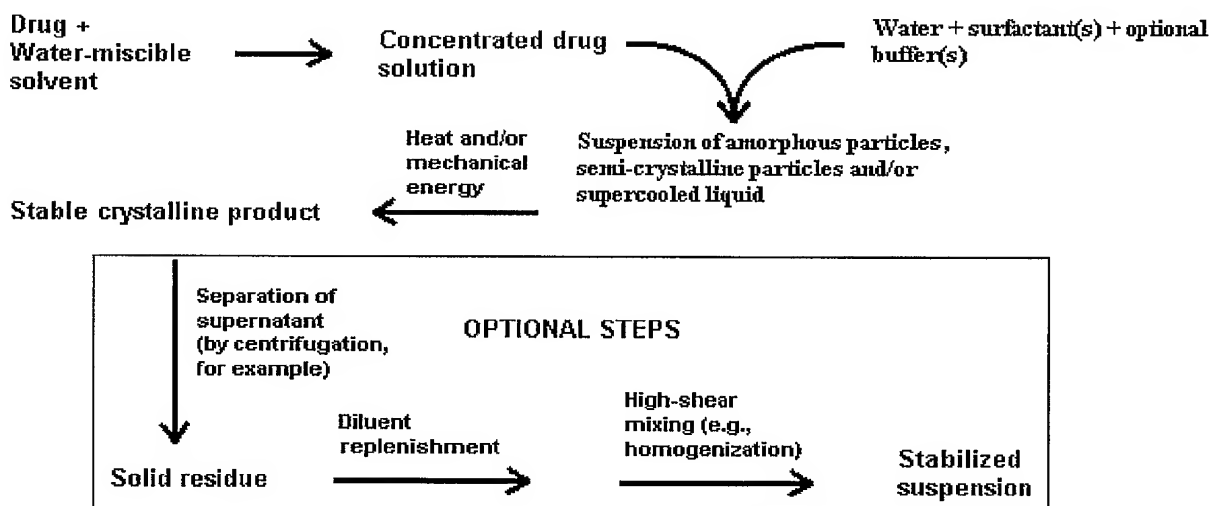 Drug +
Water-miscible
solvent
Concentrated drug
solution
Water + surfactant(s) + optional
buffer(s)
Heat and/or
mechanical
energy
Suspension of amorphous particles,
semi-crystalline particles and/or
supercooled liquid
Stable crystalline product
Separation of
supernatant
(by centrifugation,
for example)
OPTIONAL STEPS
Solid residue
Diluent
replenishment
High-shear
mixing (e.g.,
homogenization)
Stabilized
suspension